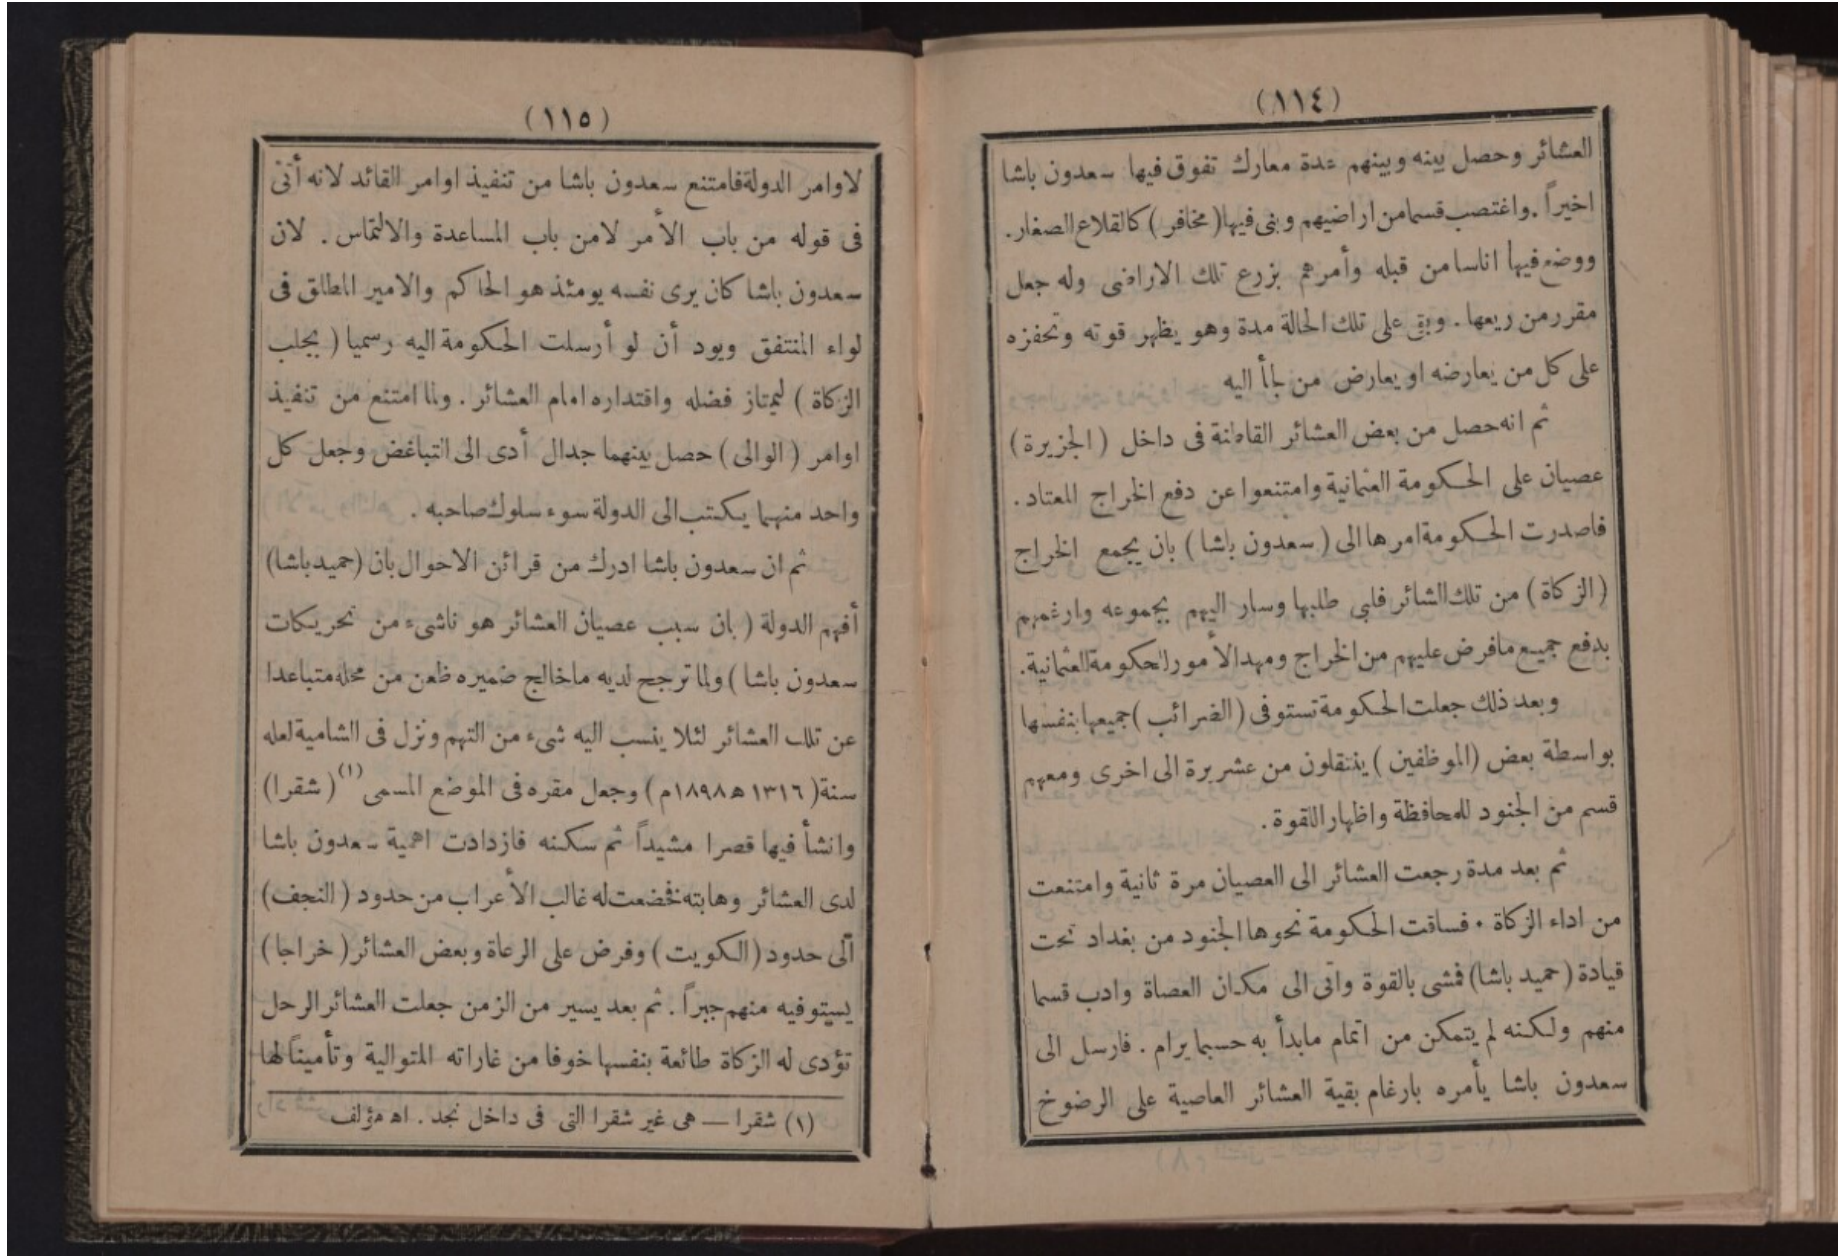 (١١٤)
العشائر وحصل بينه وبينهم عدة معارك تفوق فيها سعدون باشا
اخيراً . واغتصب قسما من اراضيهم وبنى فيها (مخافر) كالقلاع الصغار .
ووضع فيها اناسا من قبله وأمرهم بزرع تلك الاراضى وله جعل
مقرر من ريعها . وبقى على تلك الحالة مدة وهو يظهر قوته وتحفزه
على كل من يعارضه او يعارض من لجأ اليه
ثم انه حصل من بعض العشائر القاطنة فى داخل (الجزيرة)
عصيان على الحكومة العثمانية وامتنعوا عن دفع الخراج المعتاد .
فاصدرت الحكومة امرها الى (سعدون باشا) بان يجمع الخراج
(الزكاة) من تلك الشائر فلبى طلبها وسار اليهم بجموعه وارغمهم
بدفع جميع ما فرض عليهم من الخراج ومهد الأمور للحكومة العثمانية .
وبعد ذلك جعلت الحكومة تستوفى (الضرائب) جميعها بنفسها
بواسطة بعض (الموظفين) ينتقلون من عشريرة الى اخرى ومعهم
قسم من الجنود للمحافظة واظهار اللقوة .
ثم بعد مدة رجعت العشائر الى العصيان مرة ثانية وامتنعت
من اداء الزكاة . فساقت الحكومة نحوها الجنود من بغداد تحت
قيادة (حميد باشا) فمشى بالقوة واتى الى مكان العصاة وادب قسما
منهم ولكنه لم يتمكن من اتمام مابدأ به حسبما يرام . فارسل الى
سعدون باشا يأمره بارغام بقية العشائر العاصية على الرضوخ
(١١٥)
لاوامر الدولة فامتنع سعدون باشا من تنفيذ اوامر القائد لانه أتى
فى قوله من باب الأمر لامن باب المساعدة والالتماس . لان
سعدون باشا كان يرى نفسه يومئذ هو الحاكم والامير المطلق فى
لواء المنتفق ويود أن لو أرسلت الحكومة اليه رسميا (بجلب
الزكاة) ليمتاز فضله واقتداره امام العشائر . ولما امتنع من تنفيذ
اوامر (الوالى) حصل بينهما جدال أدى الى التباغض وجعل كل
واحد منهما يكتب الى الدولة سوء سلوك صاحبه .
ثم ان سعدون باشا ادرك من قرائن الاحوال بان (حميد باشا)
أفهم الدولة (بان سبب عصيان العشائر هو ناشىء من تحريكات
سعدون باشا) ولما ترجح لديه ماخالج ضميره ظعن من محله متباعدا
عن تلك العشائر لئلا ينسب اليه شىء من التهم ونزل فى الشامية لعله
سنة (١٣١٦ ه ١٨٩٨ م) وجعل مقره فى الموضع المسمى (١) (شقرا)
وانشأ فيها قصرا مشيداً ثم سكنه فازدادت اهمية سعدون باشا
لدى العشائر وهابته فخضعت له غالب الأعراب من حدود (النجف)
الى حدود (الكويت) وفرض على الرعاة وبعض العشائر (خراجا)
يستوفيه منهم جبراً . ثم بعد يسير من الزمن جعلت العشائر الرحل
تؤدى له الزكاة طائعة بنفسها خوفا من غاراته المتوالية وتأميناً لها
(١) شقرا — هى غير شقرا التى فى داخل نجد . اه مؤلف